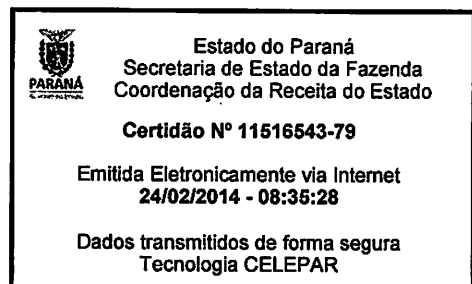 Estado do Paraná
Secretaria de Estado da Fazenda
PARANÁ
Coordenação da Receita do Estado
Certidão Nº 11516543-79
Emitida Eletronicamente via Internet
24/02/2014 - 08:35:28
Dados transmitidos de forma segura
Tecnologia CELEPAR